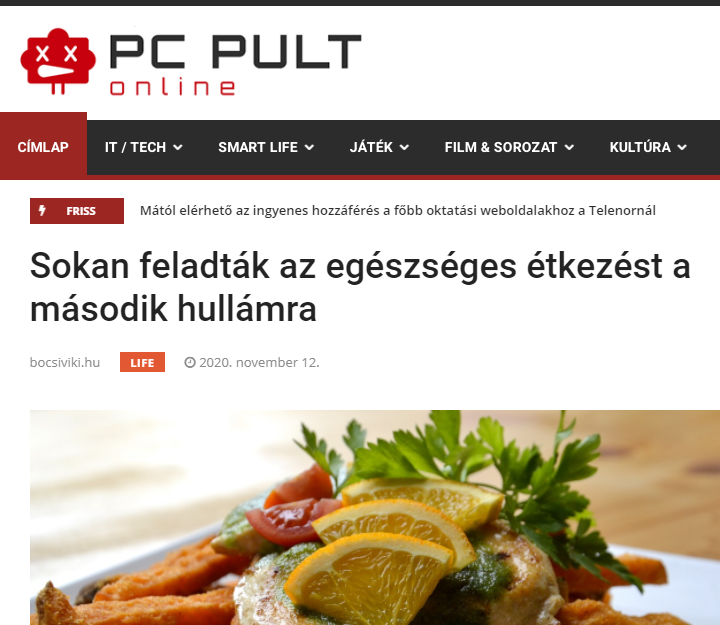 PC PULT
online
CÍMLAP IT / TECH SMART LIFE JÁTÉK FILM & SOROZAT KULTÚRA
FRISS Mától elérhető az ingyenes hozzáférés a főbb oktatási weboldalakhoz a Telenornál
Sokan feladták az egészséges étkezést a
második hullámra
bocsiviki.hu LIFE 2020. november 12.